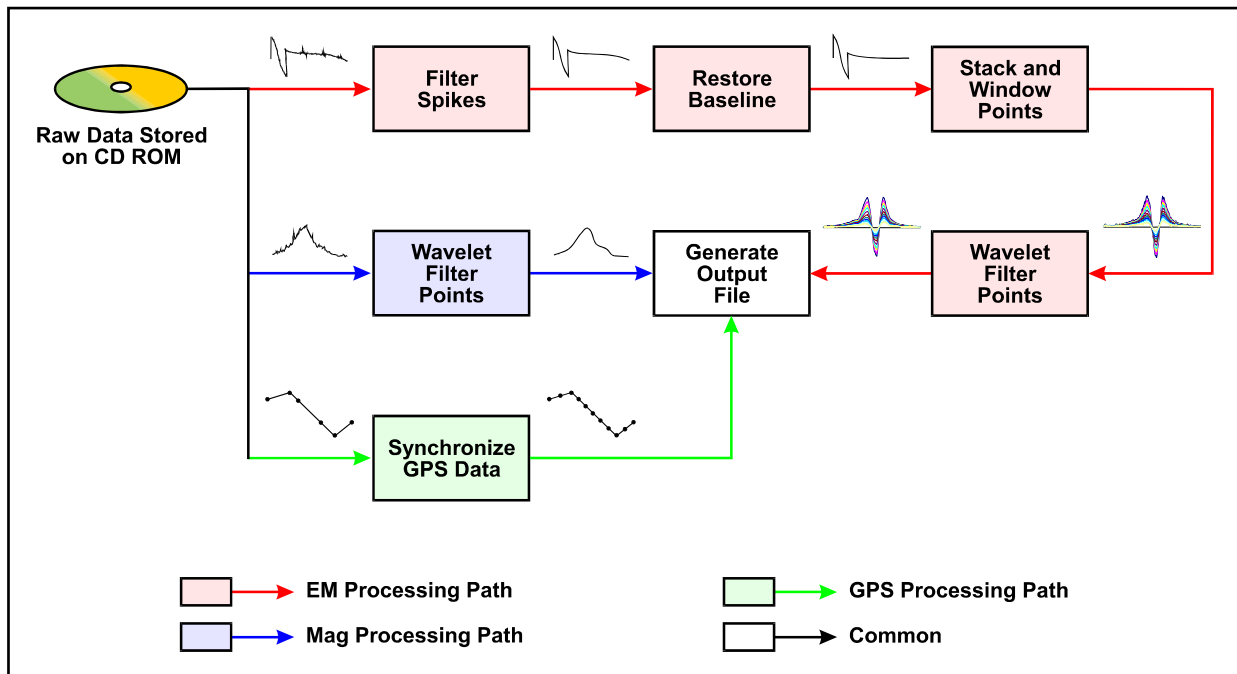 Filter
Spikes
Restore
Baseline
Stack and
Window
Points
Raw Data Stored
on CD ROM
Wavelet
Filter
Points
Generate
Output
File
Wavelet
Filter
Points
Synchronize
GPS Data
EM Processing Path
GPS Processing Path
Mag Processing Path
Common